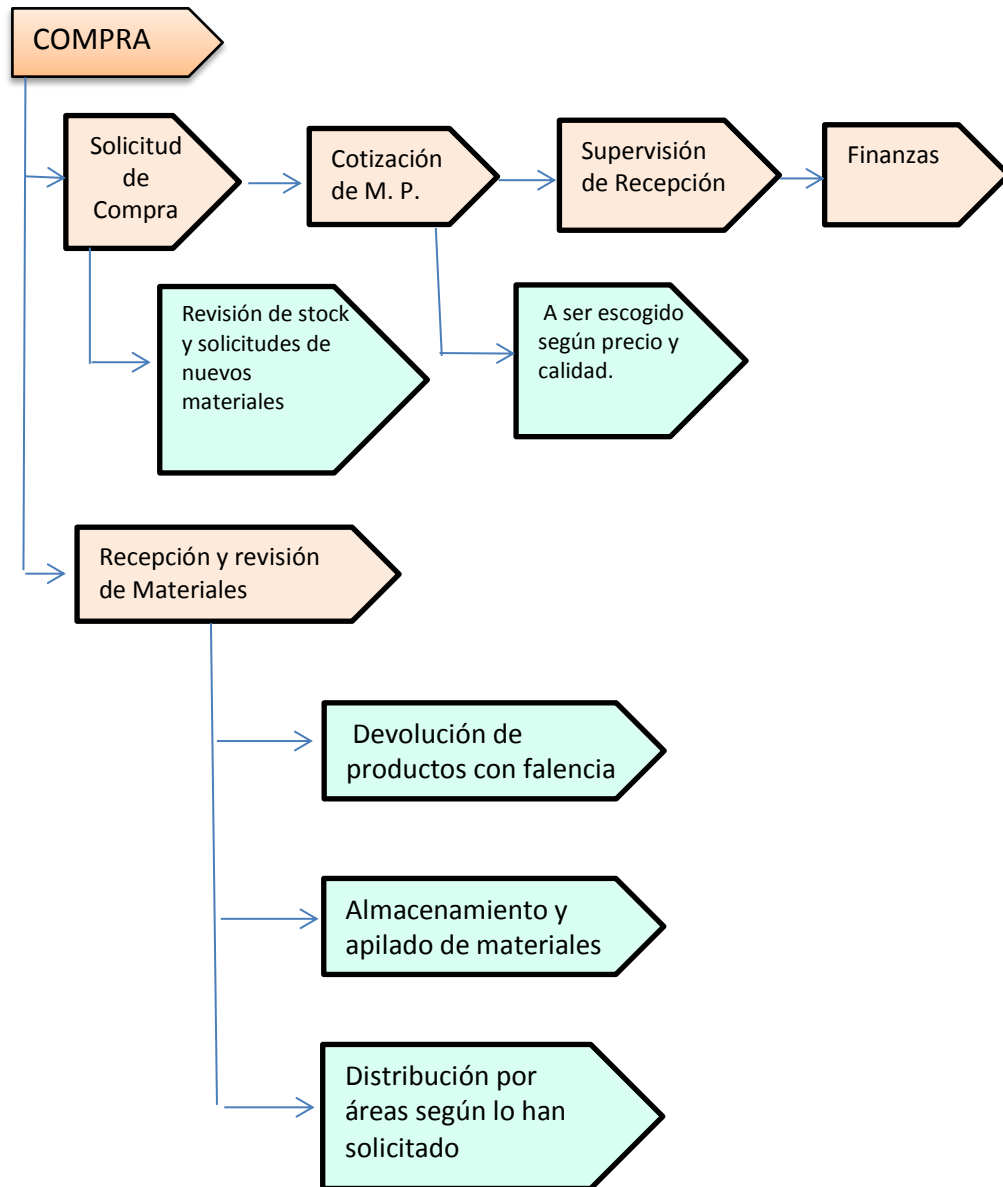 COMPRA
Solicitud
de
Compra
Cotización
de M. P.
Supervisión
de Recepción
Finanzas
Revisión de stock
y solicitudes de
nuevos
materiales
A ser escogido
según precio y
calidad.
Recepción y revisión
de Materiales
Devolución de
productos con falencia
Almacenamiento y
apilado de materiales
Distribución por
áreas según lo han
solicitado